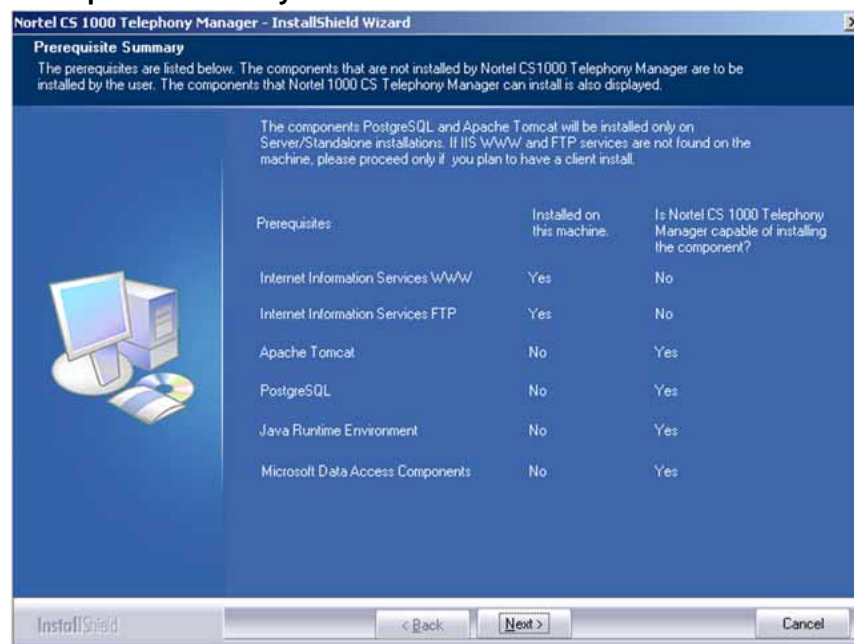 Nortel CS 1000 Telephony Manager - InstallShield Wizard
Prerequisite Summary
The prerequisites are listed below. The components that are not installed by Nortel CS1000 Telephony Manager are to be
installed by the user. The components that Nortel 1000 CS Telephony Manager can install is also displayed.
The components PostgreSQL and Apache Tomcat will be installed only on
Server/Standalone installations. If IIS WWW and FTP services are not found on the
machine, please proceed only if you plan to have a client install.
Prerequisites
Installed on
this machine.
Is Nortel CS 1000 Telephony
Manager capable of installing
the component?
Internet Information Services WWW Yes No
Internet Information Services FTP Yes No
Apache Tomcat No Yes
PostgreSQL No Yes
Java Runtime Environment No Yes
Microsoft Data Access Components No Yes
InstallShield
< Back Next > Cancel